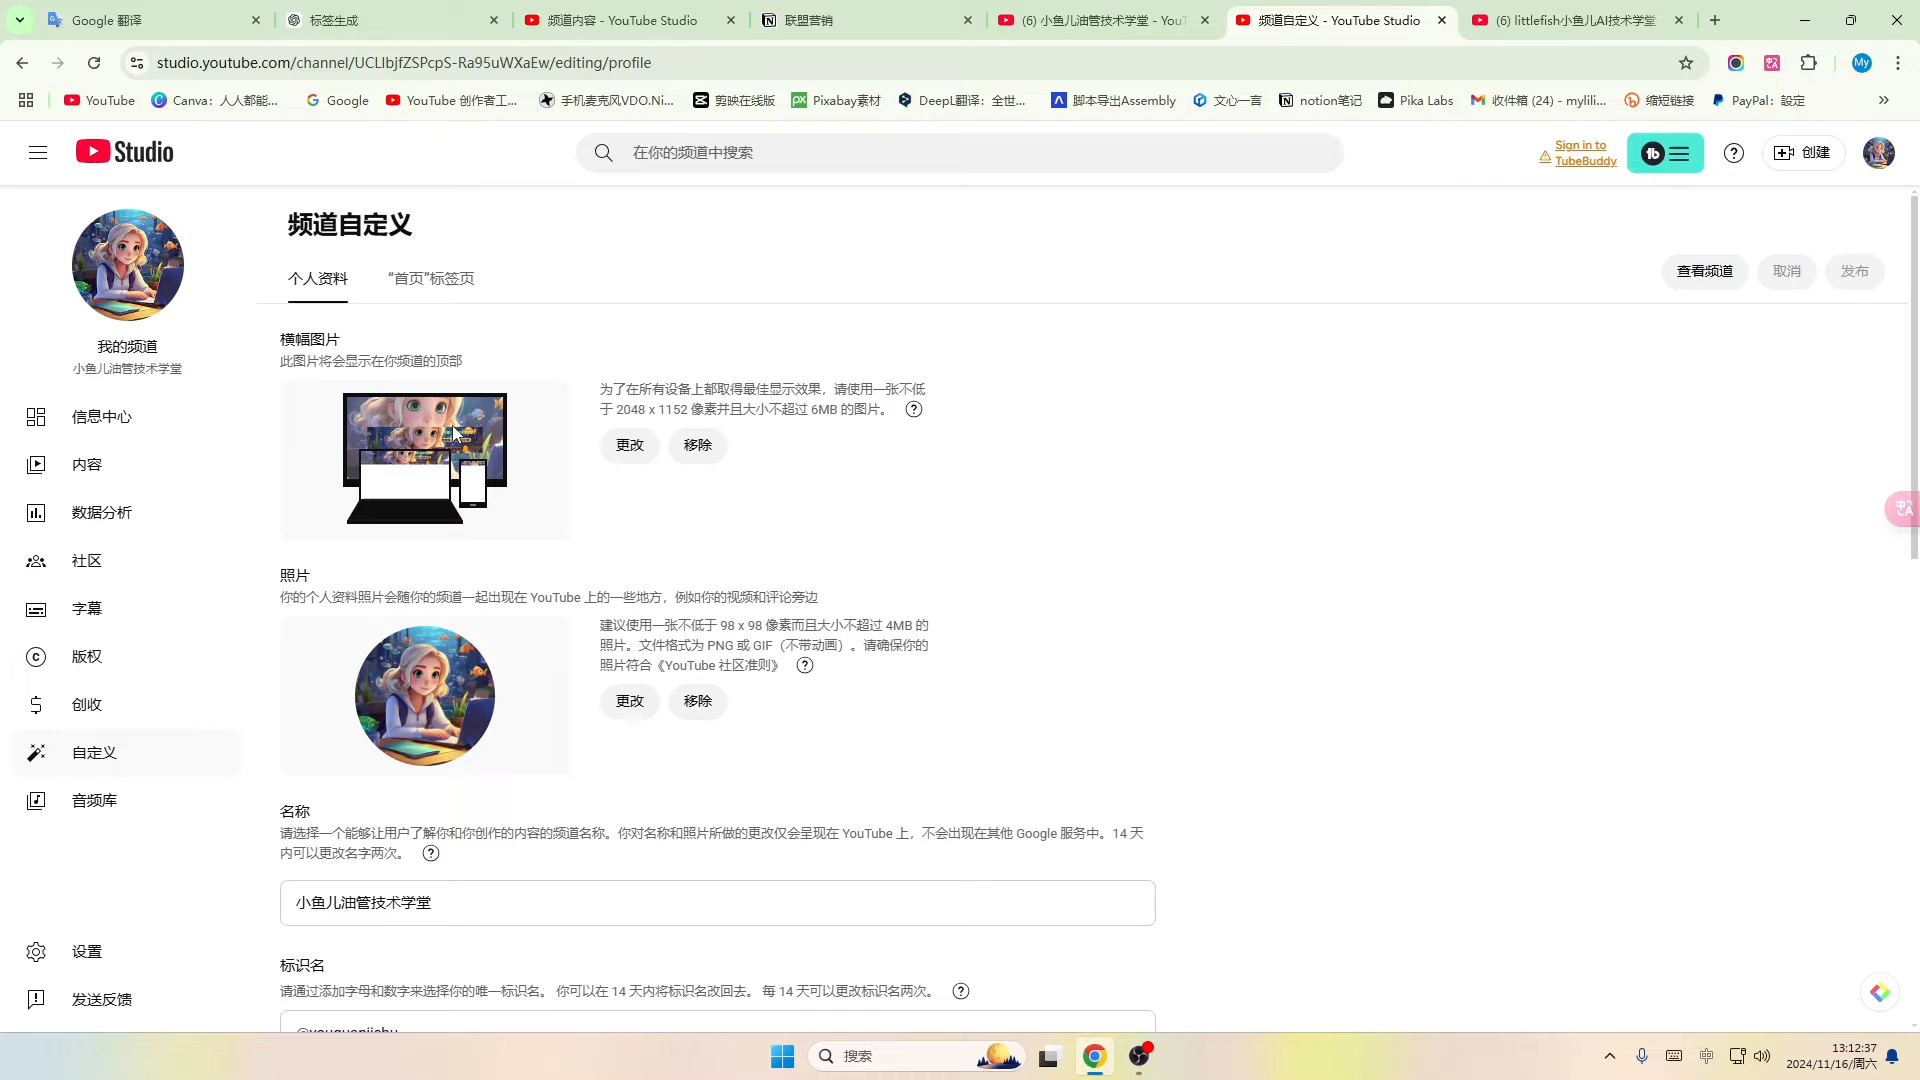 Google 翻译
标签生成
频道内容 - YouTube Studio
联盟营销
(6) 小鱼儿油管技术学堂 - YouT
频道自定义 - YouTube Studio
(6) littlefish小鱼儿AI技术学堂
studio.youtube.com/channel/UCLIbjfZSPcpS-Ra95uWXaEw/editing/profile
My
YouTube
Canva：人人都能...
Google
YouTube 创作者工...
手机麦克风VDO.Ni...
剪映在线版
px
Pixabay素材
DeepL翻译：全世...
脚本导出Assembly
文心一言
notion笔记
Pika Labs
收件箱 (24) - mylili...
缩短链接
PayPal：設定
Studio
在你的频道中搜索
Sign in to
TubeBuddy
tb
创建
我的频道
小鱼儿油管技术学堂
信息中心
内容
数据分析
社区
字幕
版权
创收
自定义
音频库
设置
发送反馈
频道自定义
个人资料
“首页”标签页
查看频道
取消
发布
横幅图片
此图片将会显示在你频道的顶部
为了在所有设备上都取得最佳显示效果，请使用一张不低
于 2048 x 1152 像素并且大小不超过 6MB 的图片。
更改
移除
照片
你的个人资料照片会随你的频道一起出现在 YouTube 上的一些地方，例如你的视频和评论旁边
建议使用一张不低于 98 x 98 像素而且大小不超过 4MB 的
照片。文件格式为 PNG 或 GIF（不带动画）。请确保你的
照片符合《YouTube 社区准则》
更改
移除
名称
请选择一个能够让用户了解你和你创作的内容的频道名称。你对名称和照片所做的更改仅会呈现在 YouTube 上，不会出现在其他 Google 服务中。14 天
内可以更改名字两次。
小鱼儿油管技术学堂
标识名
请通过添加字母和数字来选择你的唯一标识名。 你可以在 14 天内将标识名改回去。 每 14 天可以更改标识名两次。
搜索
中
13:12:37
2024/11/16/周六